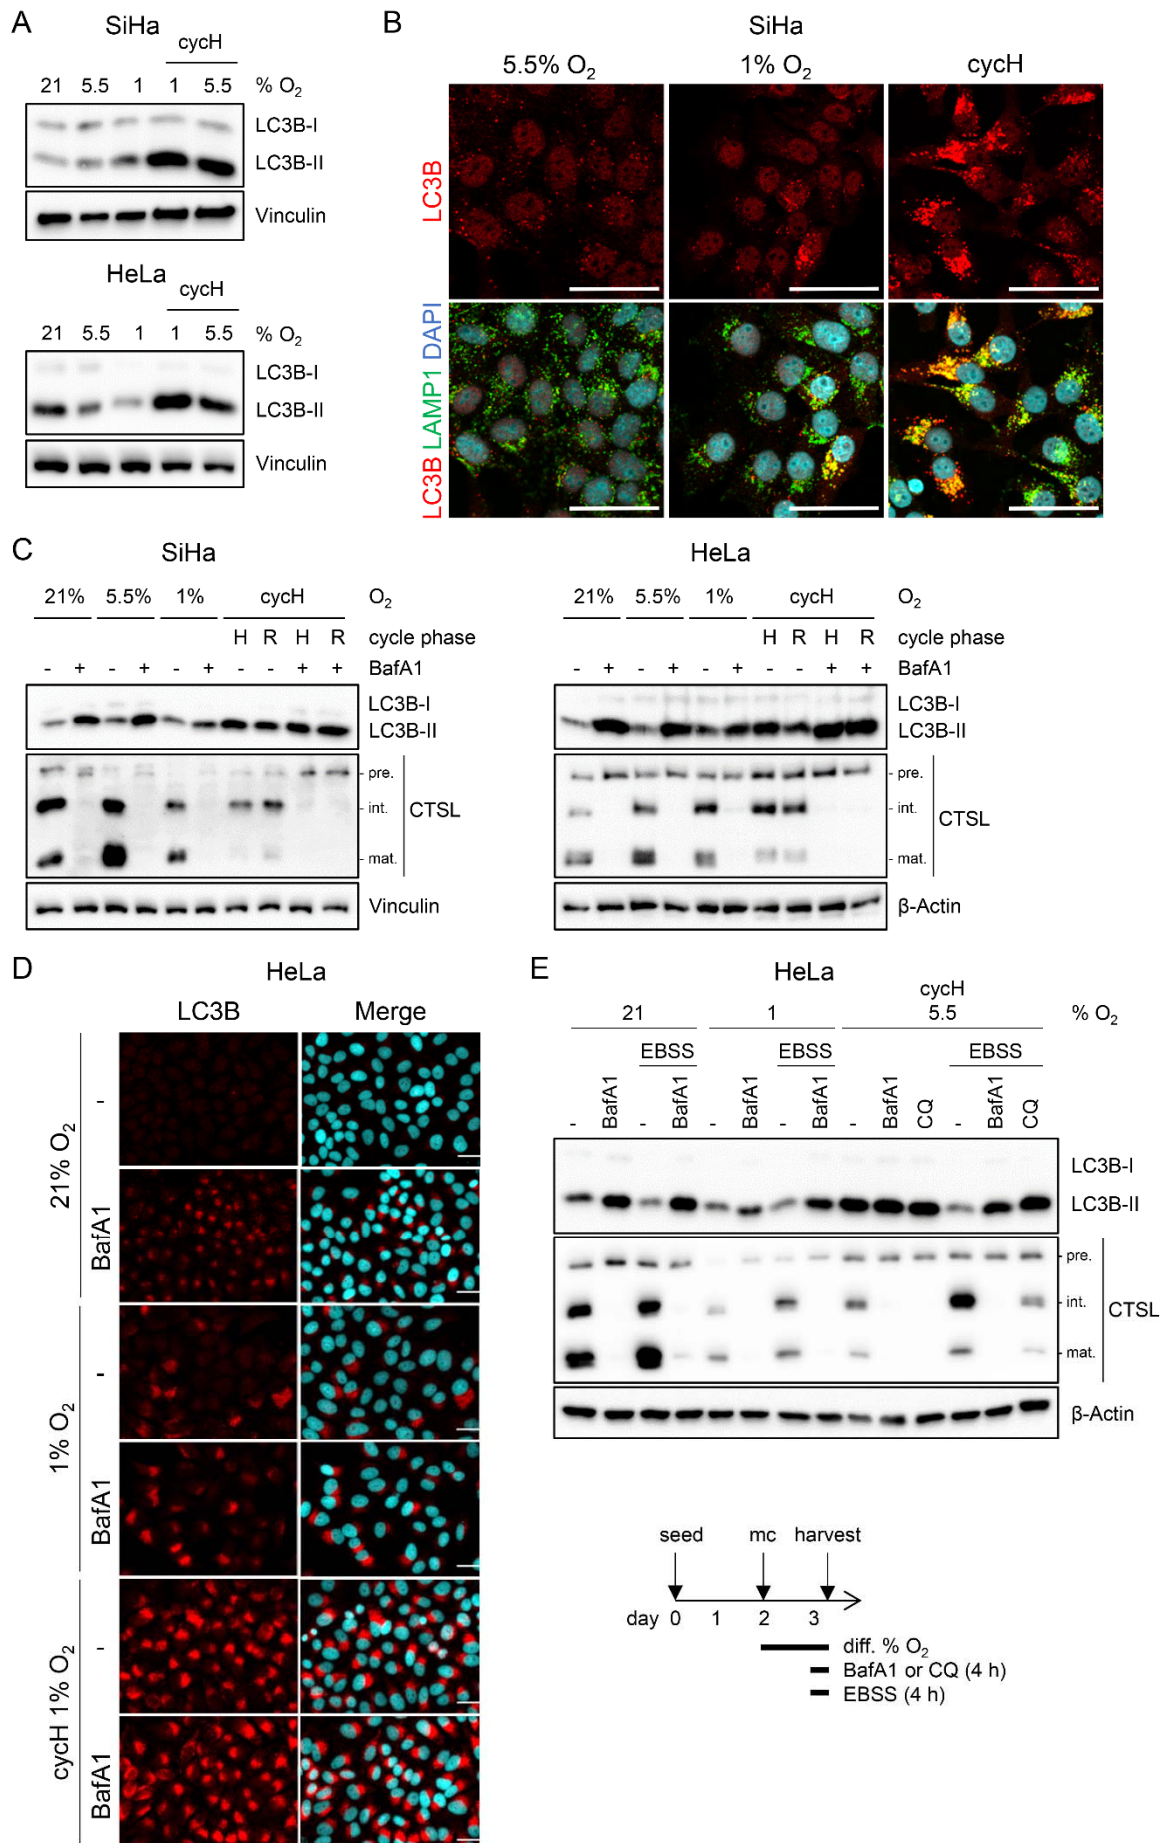 A
SiHa
cycH
21 5.5 1 1 5.5 % O₂
LC3B-I
LC3B-II
Vinculin
HeLa
cycH
21 5.5 1 1 5.5 % O₂
LC3B-I
LC3B-II
Vinculin
B
SiHa
5.5% O₂ 1% O₂ cycH
LC3B
LC3B LAMP1 DAPI
C
SiHa
21% 5.5% 1% cycH O₂
H R H R cycle phase
- + - + - + - - + + BafA1
LC3B-I
LC3B-II
- pre.
- int.
- mat.
CTSL
Vinculin
HeLa
21% 5.5% 1% cycH O₂
H R H R cycle phase
- + - + - + - - + + BafA1
LC3B-I
LC3B-II
- pre.
- int.
- mat.
CTSL
β-Actin
D
HeLa
LC3B Merge
21% O₂
-
BafA1
1% O₂
-
BafA1
cycH 1% O₂
-
BafA1
E
HeLa
cycH
21 1 5.5 % O₂
EBSS EBSS EBSS
- BafA1 - BafA1 - BafA1 - BafA1 - BafA1 CQ - BafA1 CQ
LC3B-I
LC3B-II
- pre.
- int.
- mat.
CTSL
β-Actin
seed mc harvest
day 0 1 2 3
diff. % O₂
BafA1 or CQ (4 h)
EBSS (4 h)